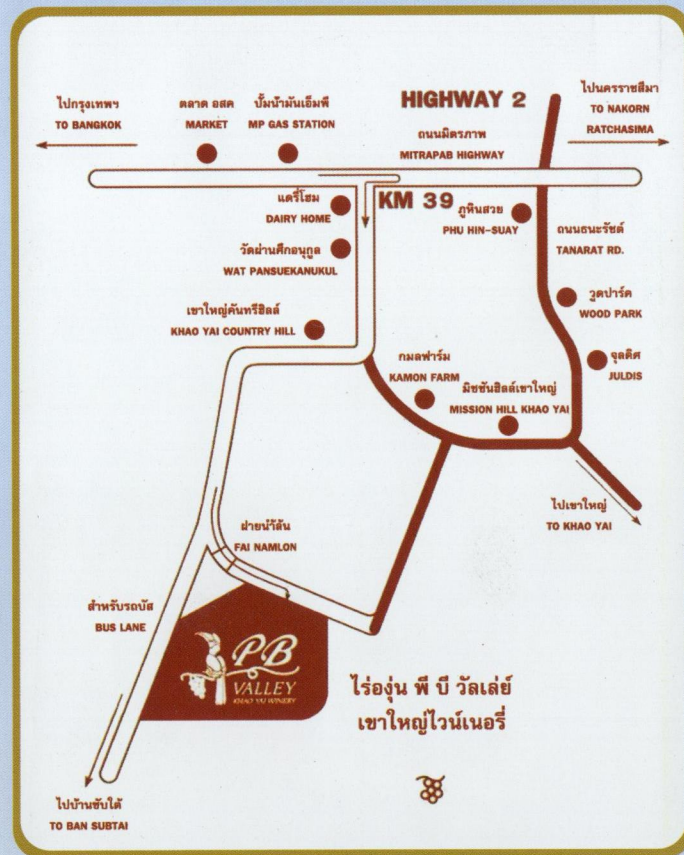 HIGHWAY 2
ไปกรุงเทพฯ
TO BANGKOK
ตลาด อสค
MARKET
ปั้มน้ำมันเอ็มพี
MP GAS STATION
ถนนมิตรภาพ
MITRAPAB HIGHWAY
ไปนครราชสีมา
TO NAKORN
RATCHASIMA
แดรี่โฮม
DAIRY HOME
KM 39
ภูหินสวย
PHU HIN-SUAY
ถนนธนะรัชต์
TANARAT RD.
วัดผ่านศึกอนุกูล
WAT PANSUEKANUKUL
วูดปาร์ค
WOOD PARK
เขาใหญ่คันทรีฮิลล์
KHAO YAI COUNTRY HILL
กมลฟาร์ม
KAMON FARM
มิชชันฮิลล์เขาใหญ่
MISSION HILL KHAO YAI
จุลดิศ
JULDIS
ไปเขาใหญ่
TO KHAO YAI
ฝายน้ำล้น
FAI NAMLON
สำหรับรถบัส
BUS LANE
PB
VALLEY
KHAO YAI WINERY
ไร่องุ่น พี บี วัลเล่ย์
เขาใหญ่ไวน์เนอรี่
ไปบ้านซับใต้
TO BAN SUBTAI